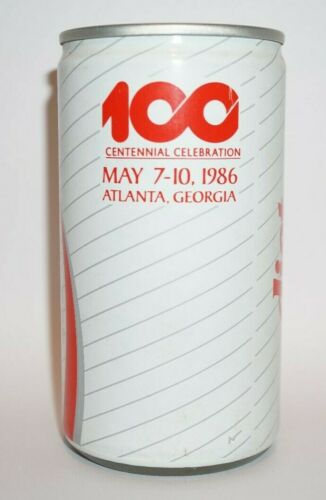 100
CENTENNIAL CELEBRATION
MAY 7-10, 1986
ATLANTA, GEORGIA